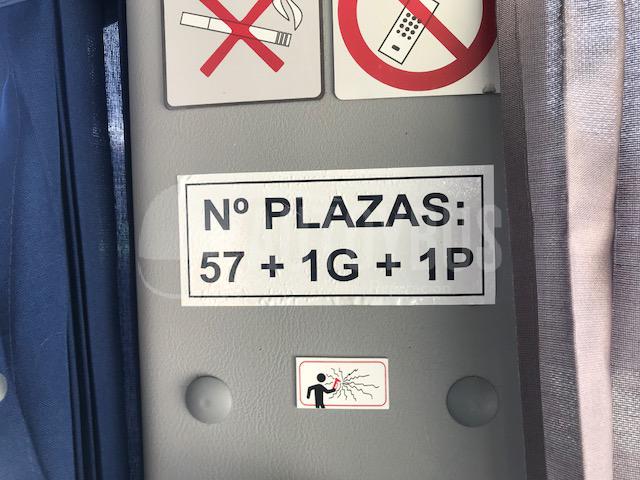 Nº PLAZAS:
57 + 1G + 1P